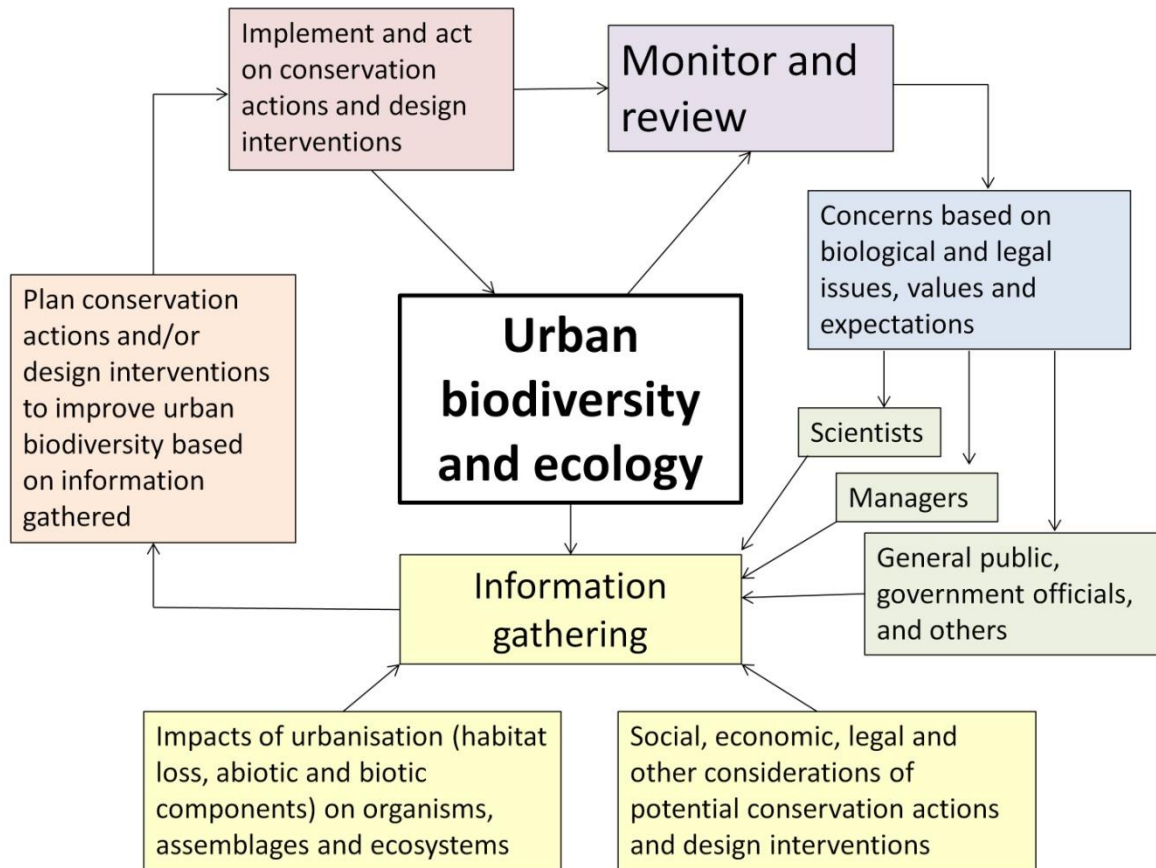 Implement and act
on conservation
actions and design
interventions
Monitor and
review
Concerns based on
biological and legal
issues, values and
expectations
Plan conservation
actions and/or
design interventions
to improve urban
biodiversity based
on information
gathered
Urban
biodiversity
and ecology
Scientists
Managers
General public,
government officials,
and others
Information
gathering
Impacts of urbanisation (habitat
loss, abiotic and biotic
components) on organisms,
assemblages and ecosystems
Social, economic, legal and
other considerations of
potential conservation actions
and design interventions